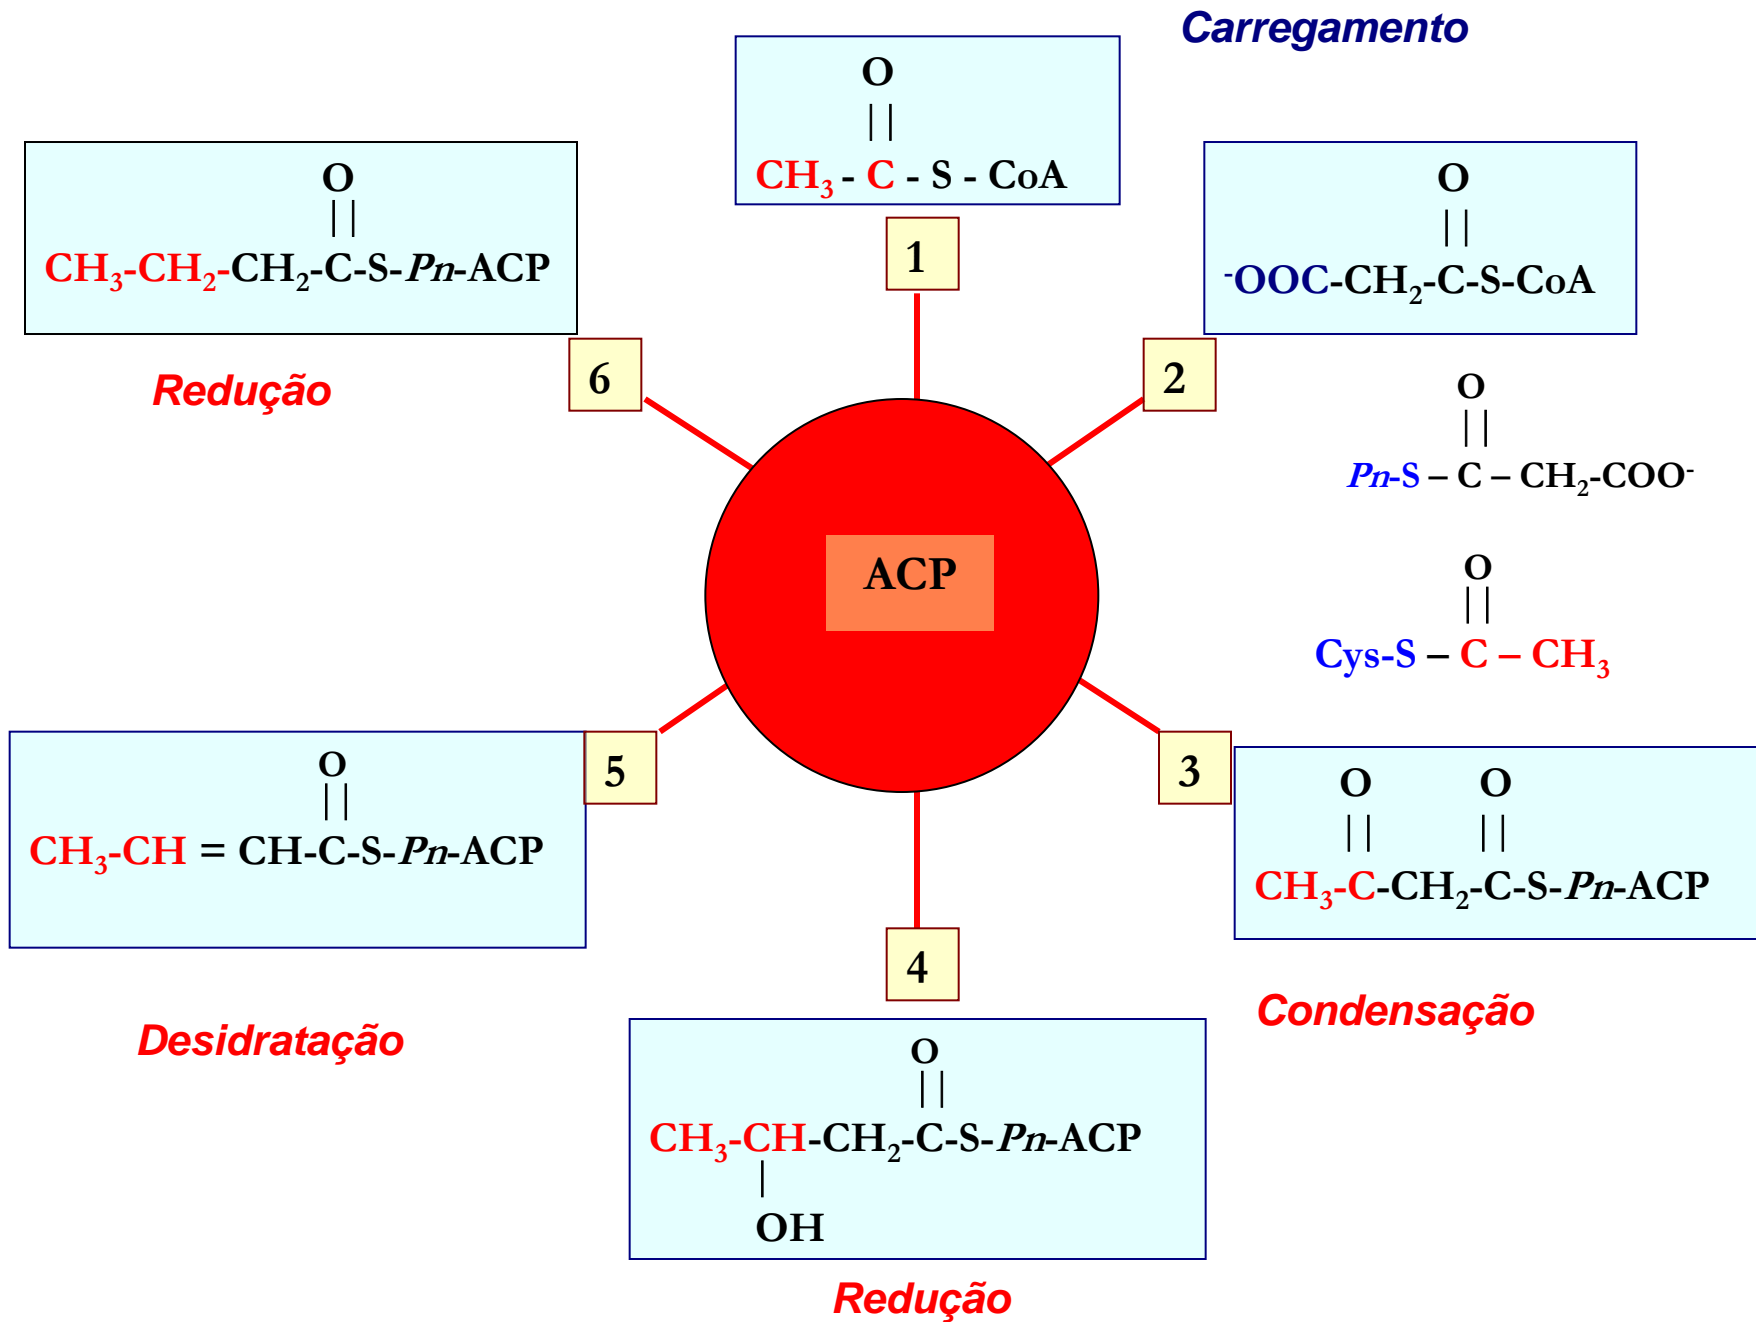 Carregamento
O
||
CH₃ - C - S - CoA
1
O
||
⁻OOC-CH₂-C-S-CoA
2
O
||
Pn-S – C – CH₂-COO⁻
O
||
Cys-S – C – CH₃
3
O O
|| ||
CH₃-C-CH₂-C-S-Pn-ACP
Condensação
ACP
4
O
||
CH₃-CH-CH₂-C-S-Pn-ACP
|
OH
Redução
5
O
||
CH₃-CH = CH-C-S-Pn-ACP
Desidratação
6
O
||
CH₃-CH₂-CH₂-C-S-Pn-ACP
Redução